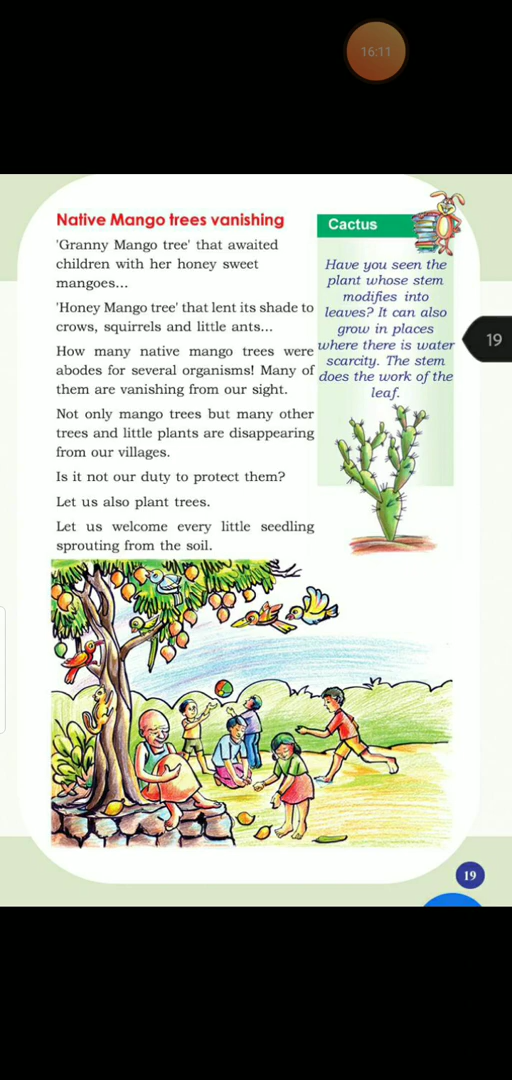 16:11
Native Mango trees vanishing
'Granny Mango tree' that awaited
children with her honey sweet
mangoes...
'Honey Mango tree' that lent its shade to
crows, squirrels and little ants...
How many native mango trees were
abodes for several organisms! Many of
them are vanishing from our sight.
Not only mango trees but many other
trees and little plants are disappearing
from our villages.
Is it not our duty to protect them?
Let us also plant trees.
Let us welcome every little seedling
sprouting from the soil.
Cactus
Have you seen the
plant whose stem
modifies into
leaves? It can also
grow in places
where there is water
scarcity. The stem
does the work of the
leaf.
19
19